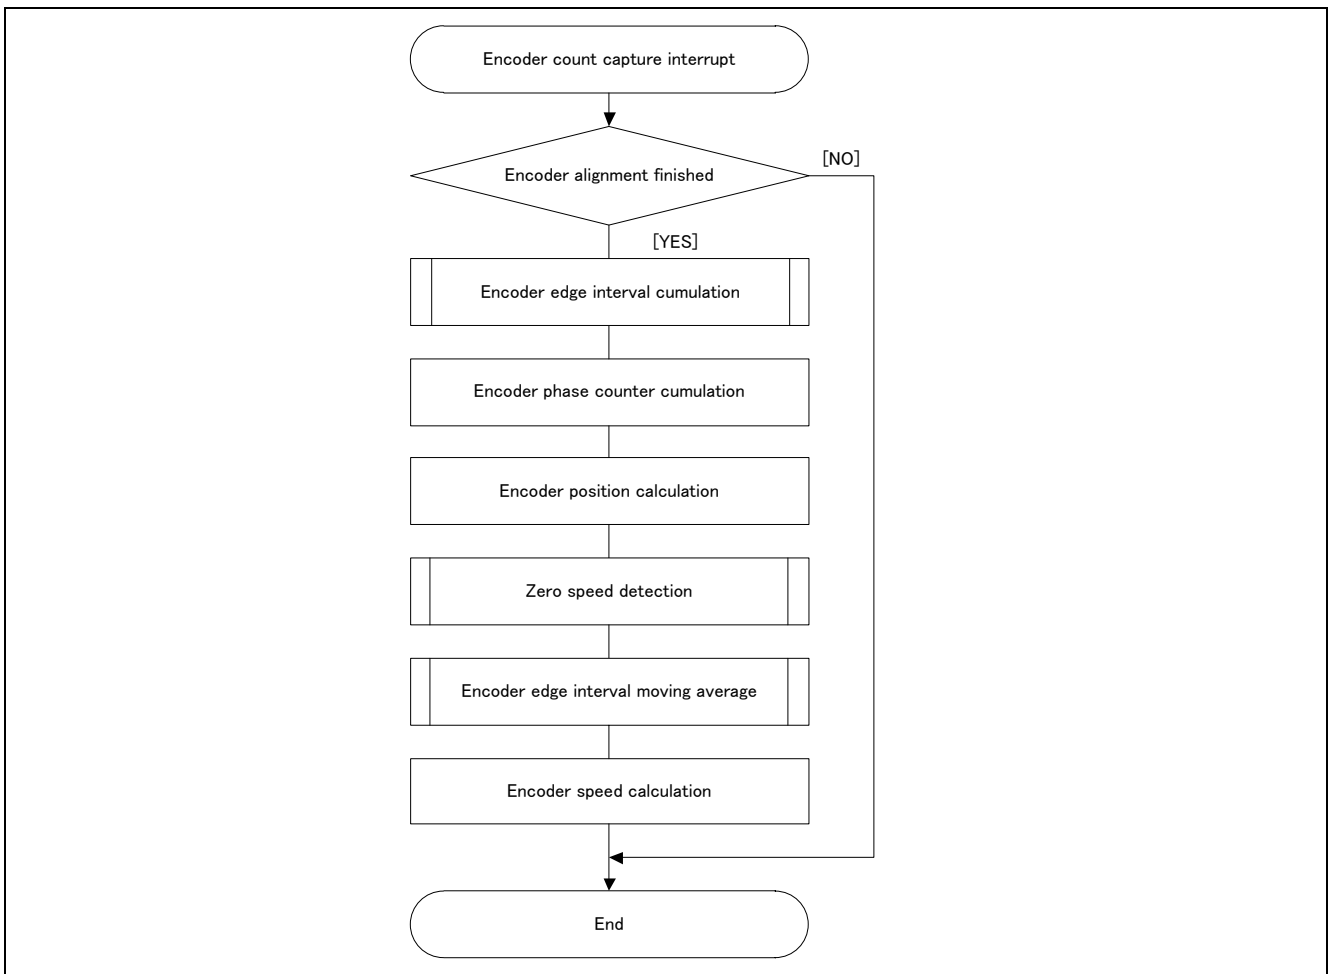 Encoder count capture interrupt
[NO]
Encoder alignment finished
[YES]
Encoder edge interval cumulation
Encoder phase counter cumulation
Encoder position calculation
Zero speed detection
Encoder edge interval moving average
Encoder speed calculation
End